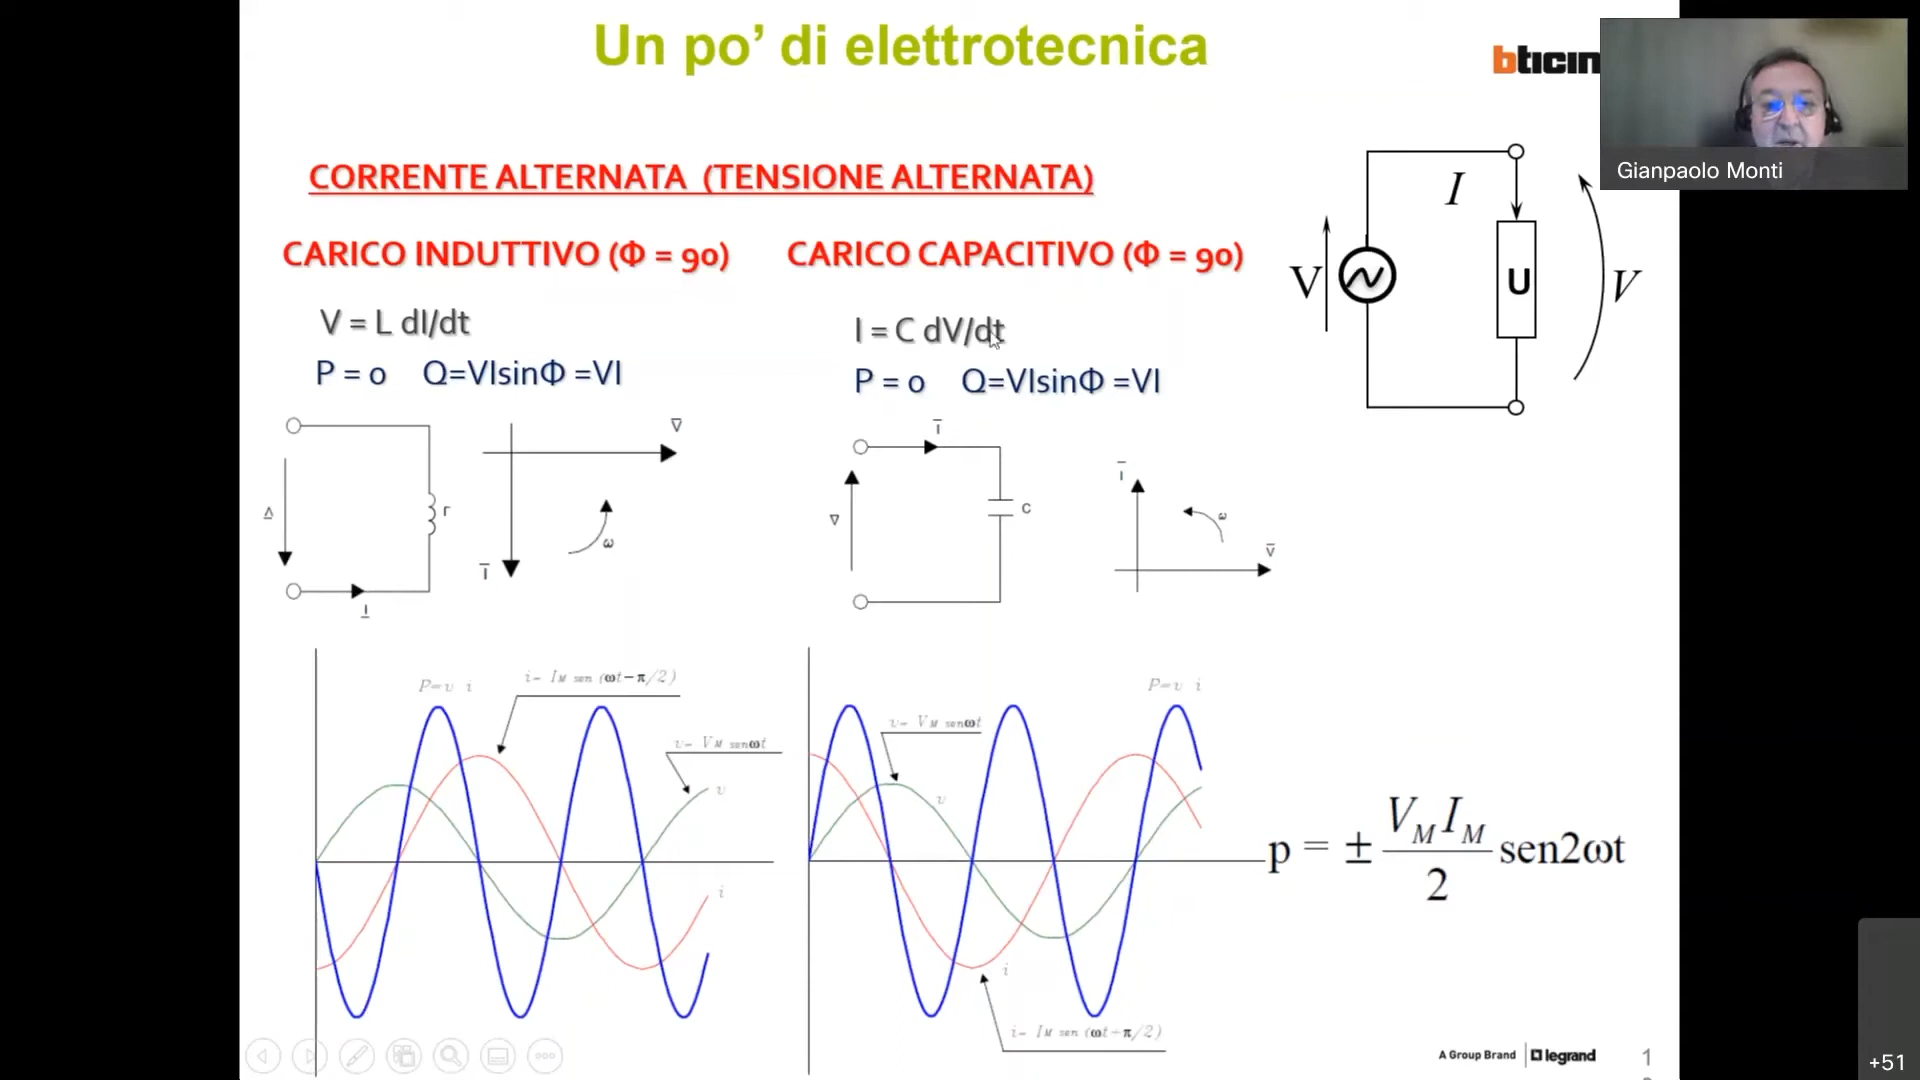 Un po’ di elettrotecnica
bticin
Gianpaolo Monti
CORRENTE ALTERNATA (TENSIONE ALTERNATA)
CARICO INDUTTIVO (Φ = 90)
CARICO CAPACITIVO (Φ = 90)
V = L dI/dt
P = 0 Q=VIsinΦ =VI
I = C dV/dt
P = 0 Q=VIsinΦ =VI
I
V
U
V
V
L
I
V
I
ω
I
V
C
I
ω
V
P=v i
i= IM sen (ωt−π/2)
v= VM senωt
v
i
P=v i
v= VM senωt
v
i
i= IM sen (ωt+π/2)
p = ± VM IM / 2 sen2ωt
A Group Brand legrand
1
+51